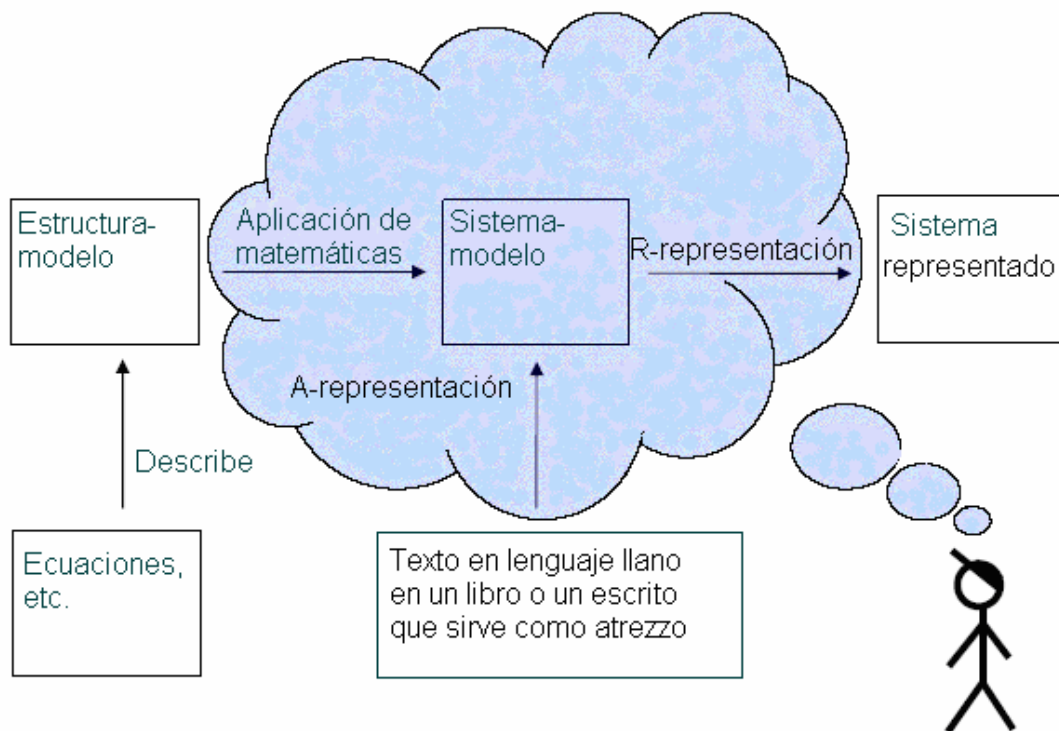 Estructura-
modelo
Aplicación de
matemáticas
Sistema-
modelo
R-representación
Sistema
representado
A-representación
Describe
Ecuaciones,
etc.
Texto en lenguaje llano
en un libro o un escrito
que sirve como atrezzo